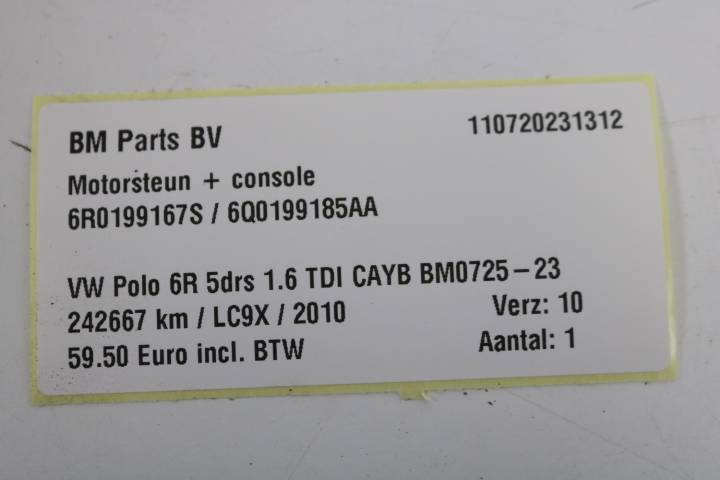 BM Parts BV 110720231312
Motorsteun + console
6R0199167S / 6Q0199185AA
VW Polo 6R 5drs 1.6 TDI CAYB BM0725-23
242667 km / LC9X / 2010 Verz: 10
59.50 Euro incl. BTW Aantal: 1